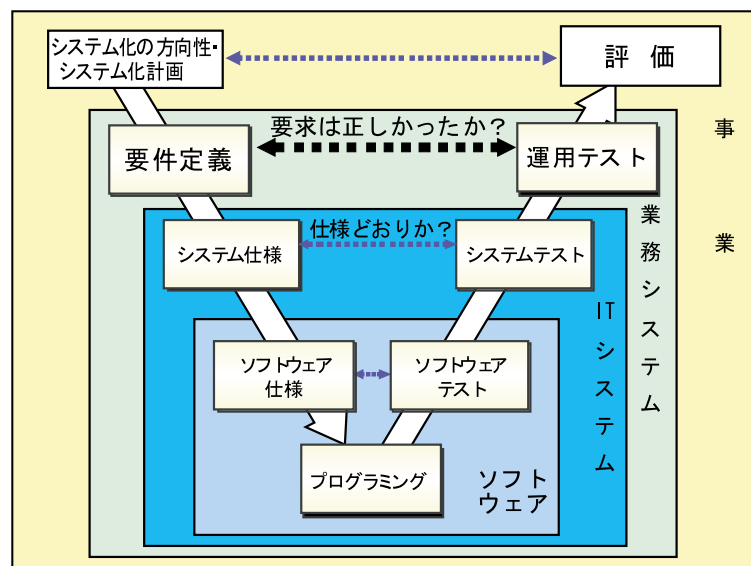 システム化の方向性・
システム化計画
評 価
要求は正しかったか？
要件定義
運用テスト
事業
仕様どおりか？
システム仕様
システムテスト
業務システム
ITシステム
ソフトウェア
仕様
ソフトウェア
テスト
プログラミング
ソフト
ウェア